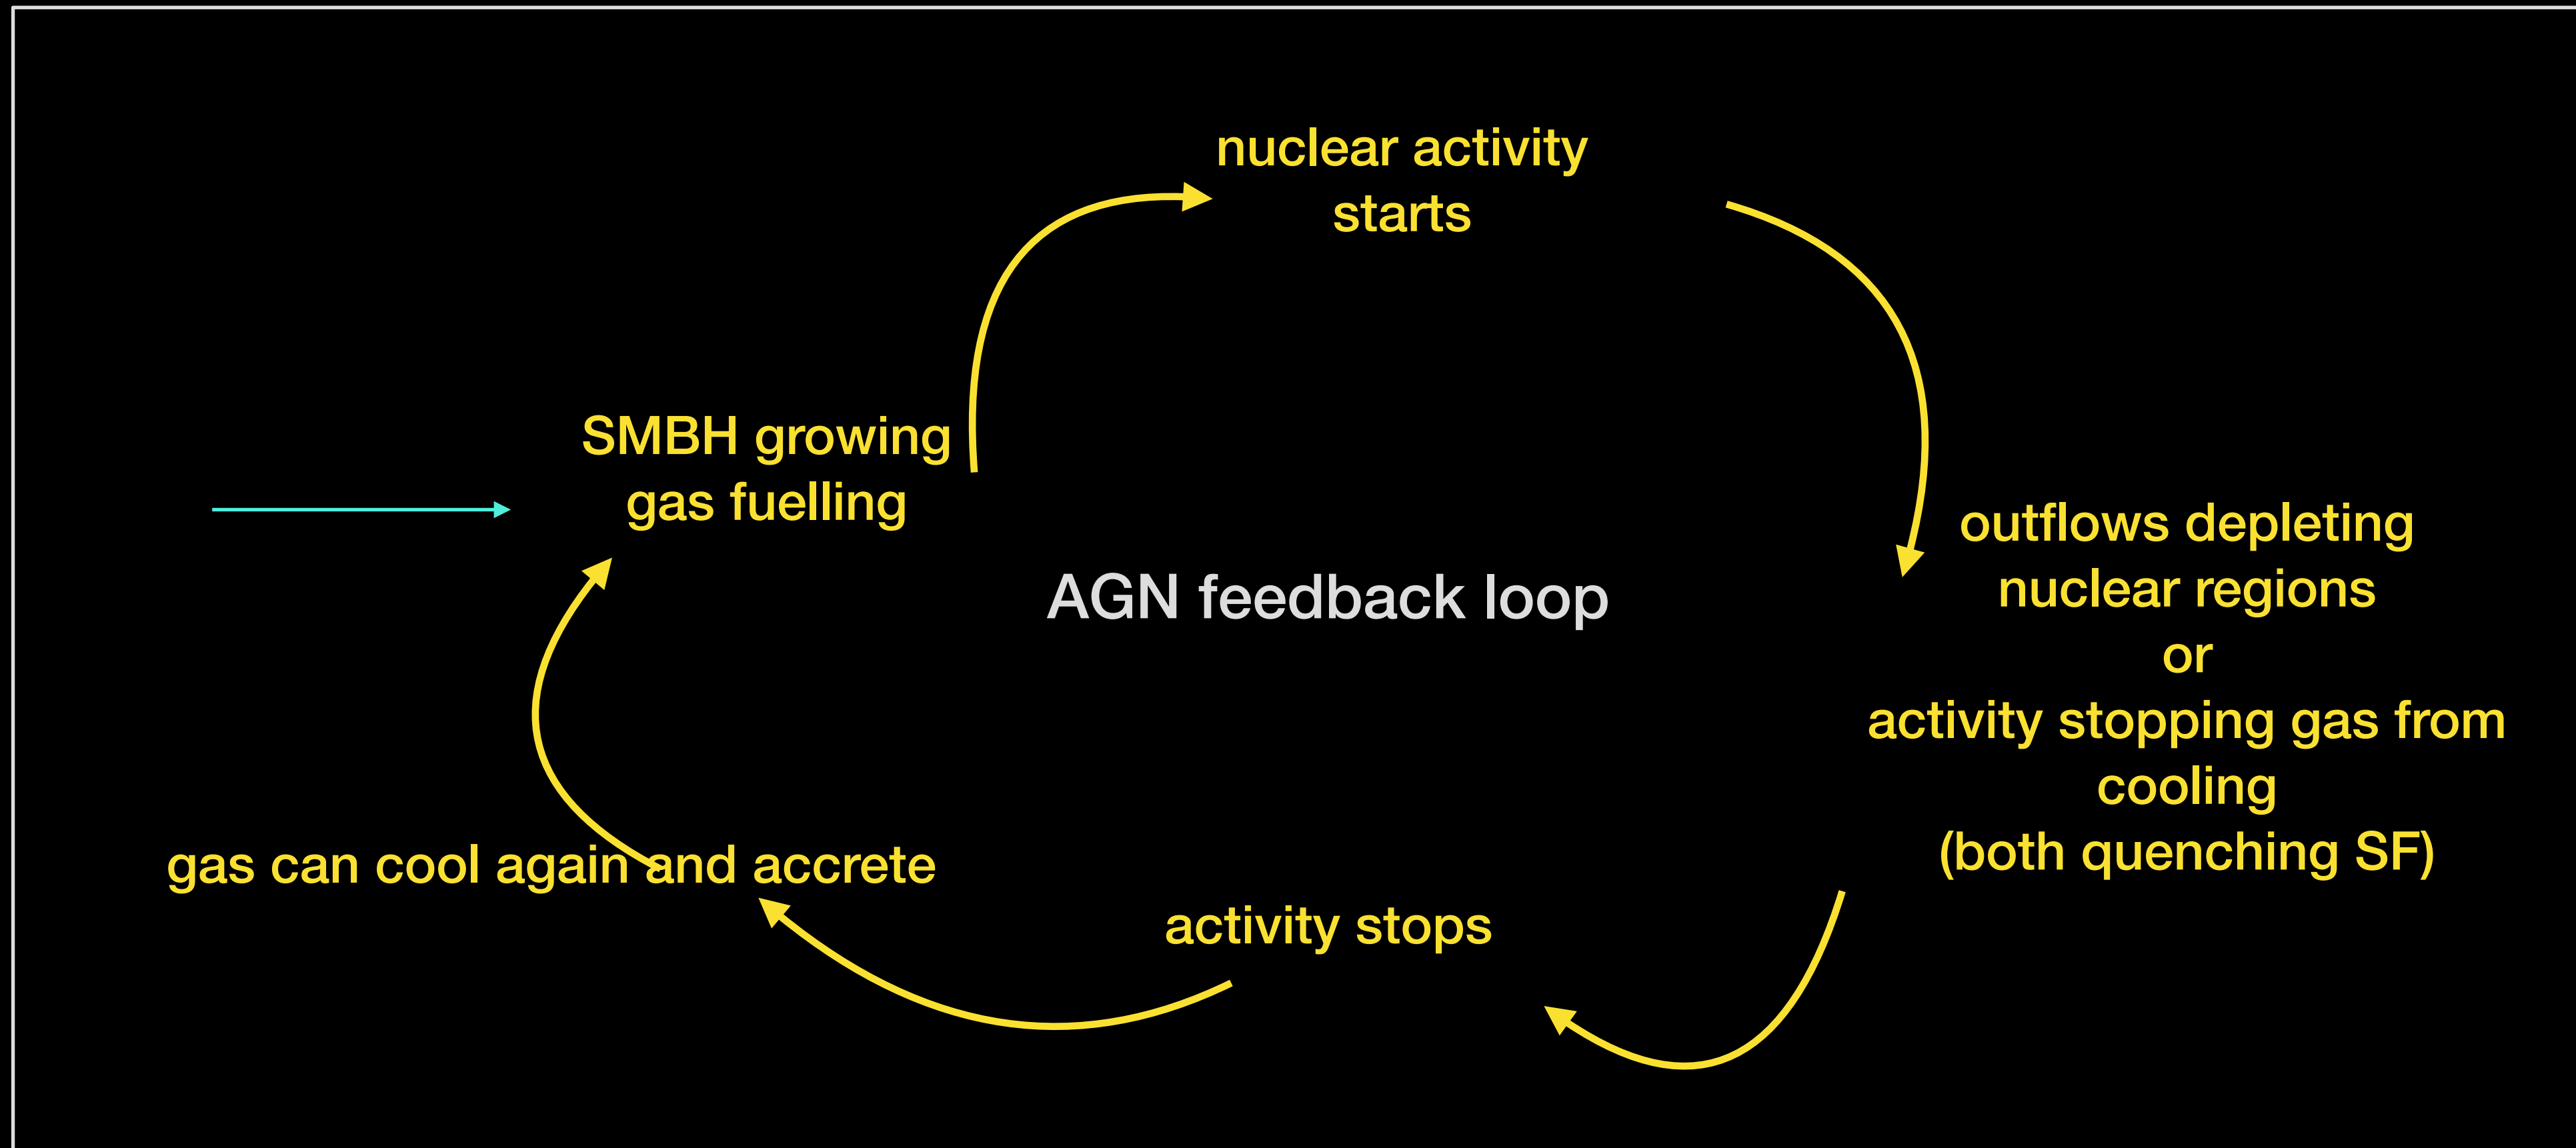 nuclear activity
starts
SMBH growing
gas fuelling
AGN feedback loop
outflows depleting
nuclear regions
or
activity stopping gas from
cooling
(both quenching SF)
gas can cool again and accrete
activity stops